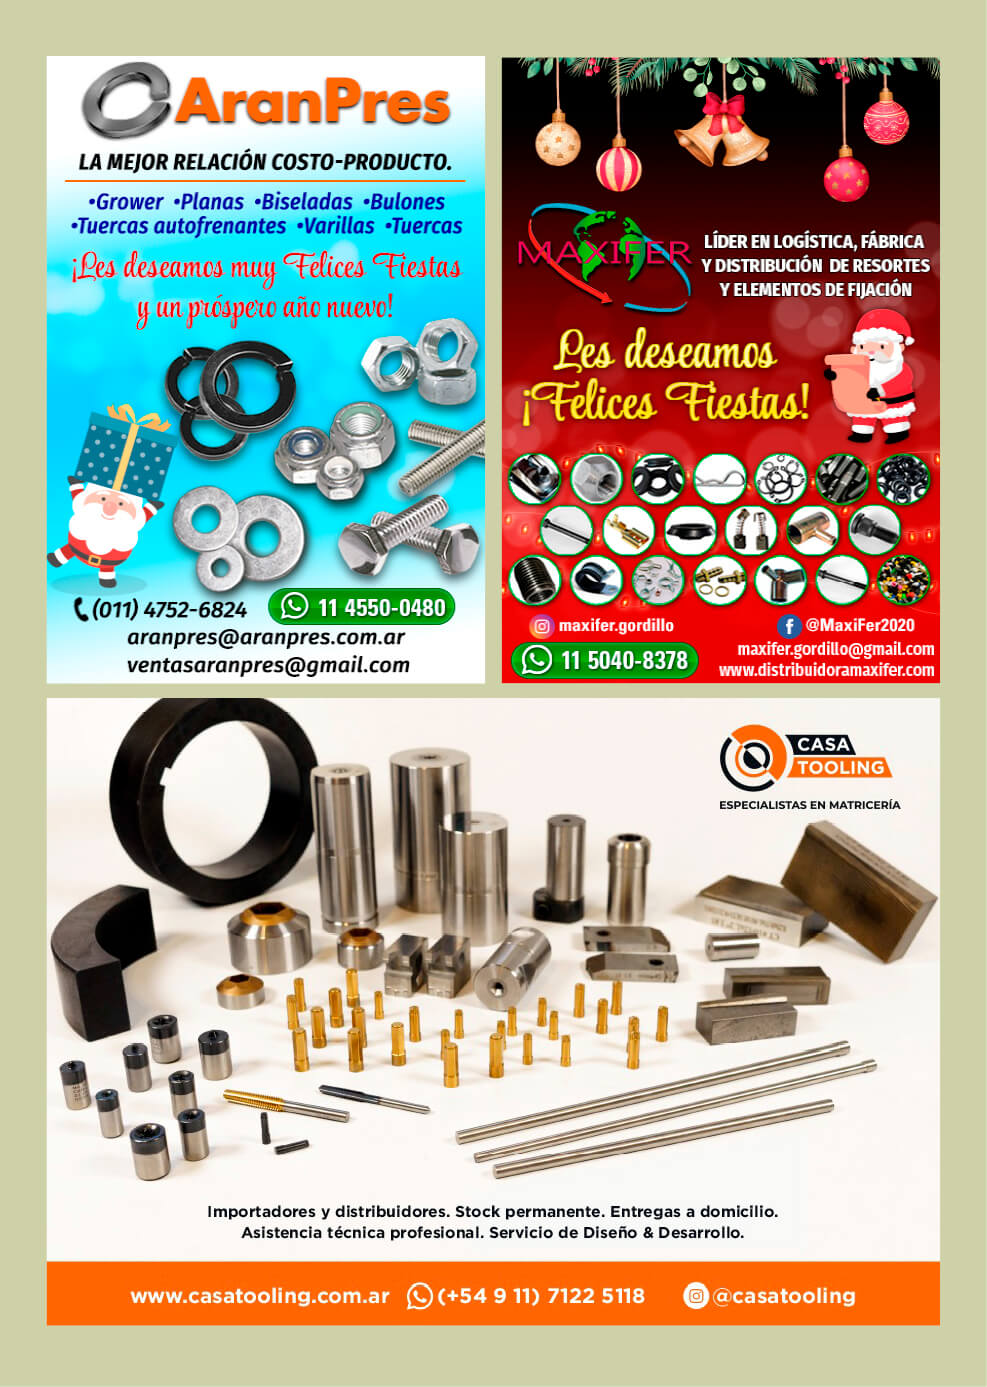 AranPres
LA MEJOR RELACIÓN COSTO-PRODUCTO.
•Grower •Planas •Biseladas •Bulones
•Tuercas autofrenantes •Varillas •Tuercas
¡Les deseamos muy Felices Fiestas
y un próspero año nuevo!
(011) 4752-6824
11 4550-0480
aranpres@aranpres.com.ar
ventasaranpres@gmail.com
MAXIFER
LÍDER EN LOGÍSTICA, FÁBRICA
Y DISTRIBUCIÓN DE RESORTES
Y ELEMENTOS DE FIJACIÓN
Les deseamos
¡Felices Fiestas!
maxifer.gordillo
@MaxiFer2020
11 5040-8378
maxifer.gordillo@gmail.com
www.distribuidoramaxifer.com
CASA
TOOLING
ESPECIALISTAS EN MATRICERÍA
Importadores y distribuidores. Stock permanente. Entregas a domicilio.
Asistencia técnica profesional. Servicio de Diseño & Desarrollo.
www.casatooling.com.ar
(+54 9 11) 7122 5118
@casatooling